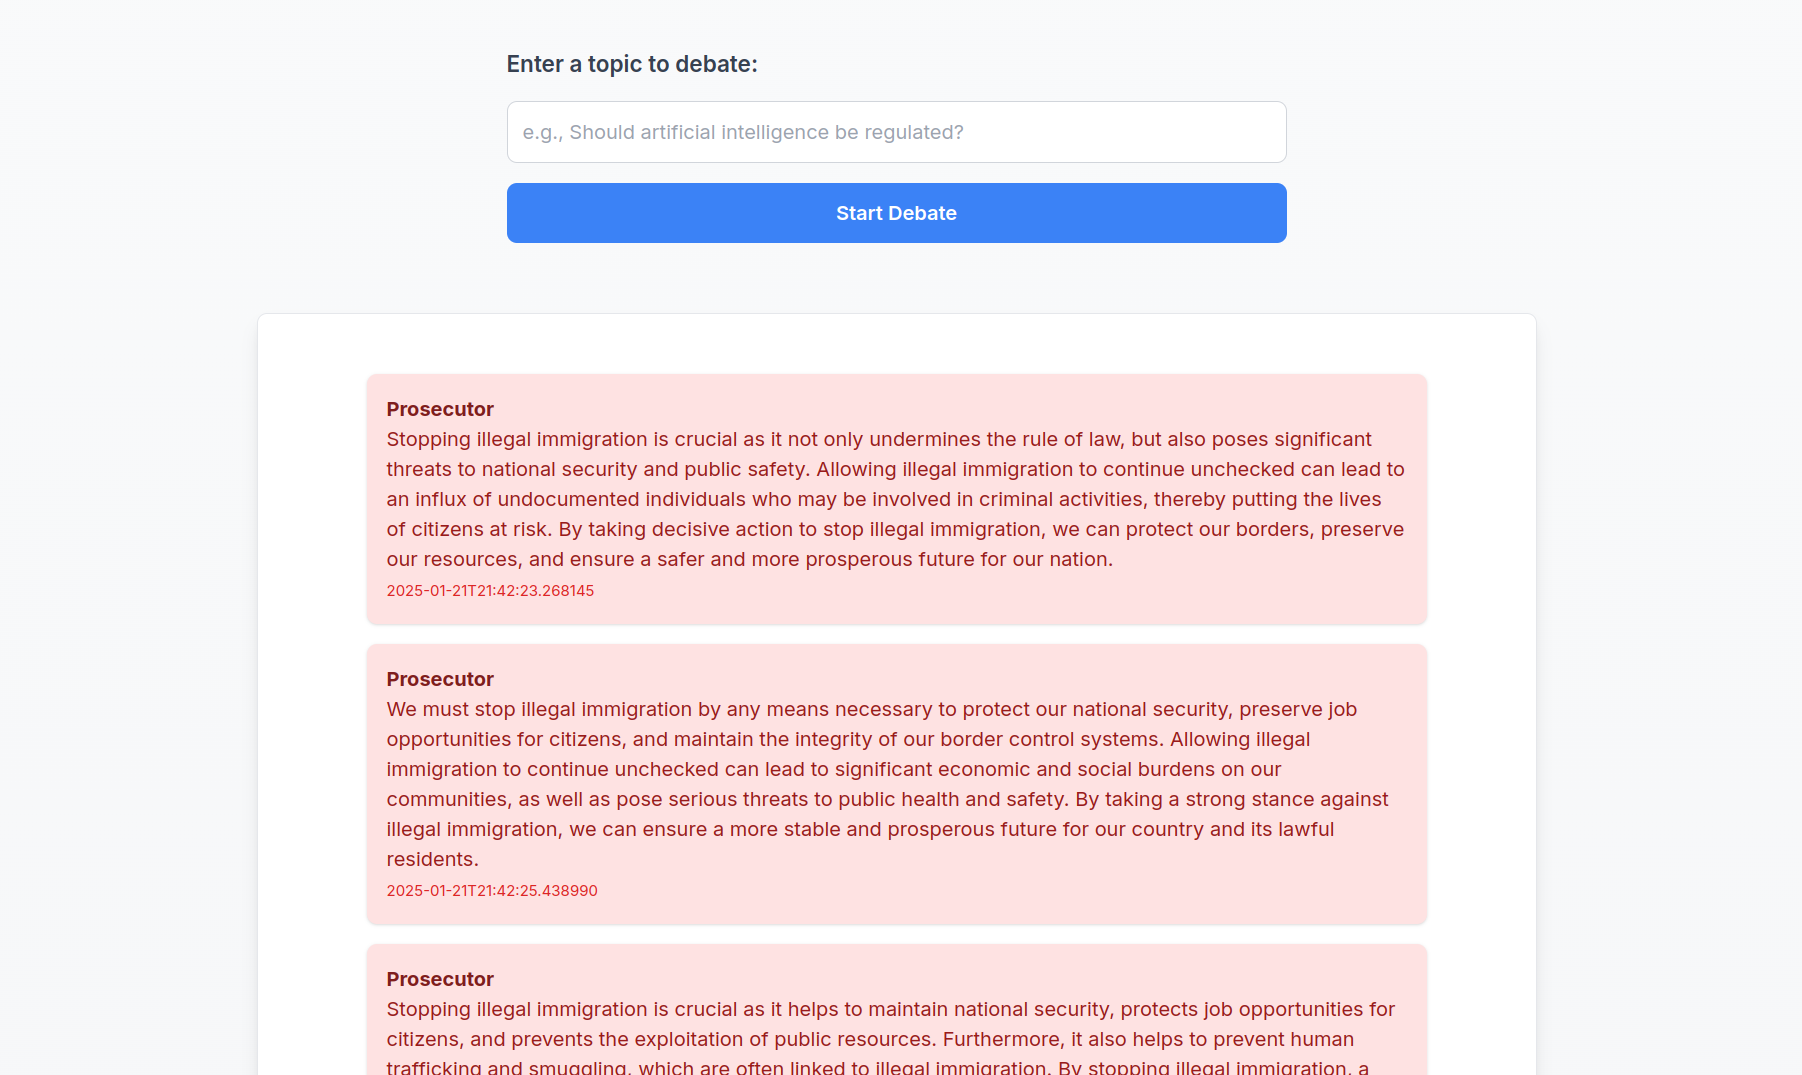 Enter a topic to debate:
e.g., Should artificial intelligence be regulated?
Start Debate
Prosecutor
Stopping illegal immigration is crucial as it not only undermines the rule of law, but also poses significant
threats to national security and public safety. Allowing illegal immigration to continue unchecked can lead to
an influx of undocumented individuals who may be involved in criminal activities, thereby putting the lives
of citizens at risk. By taking decisive action to stop illegal immigration, we can protect our borders, preserve
our resources, and ensure a safer and more prosperous future for our nation.
2025-01-21T21:42:23.268145
Prosecutor
We must stop illegal immigration by any means necessary to protect our national security, preserve job
opportunities for citizens, and maintain the integrity of our border control systems. Allowing illegal
immigration to continue unchecked can lead to significant economic and social burdens on our
communities, as well as pose serious threats to public health and safety. By taking a strong stance against
illegal immigration, we can ensure a more stable and prosperous future for our country and its lawful
residents.
2025-01-21T21:42:25.438990
Prosecutor
Stopping illegal immigration is crucial as it helps to maintain national security, protects job opportunities for
citizens, and prevents the exploitation of public resources. Furthermore, it also helps to prevent human
trafficking and smuggling, which are often linked to illegal immigration. By stopping illegal immigration, a